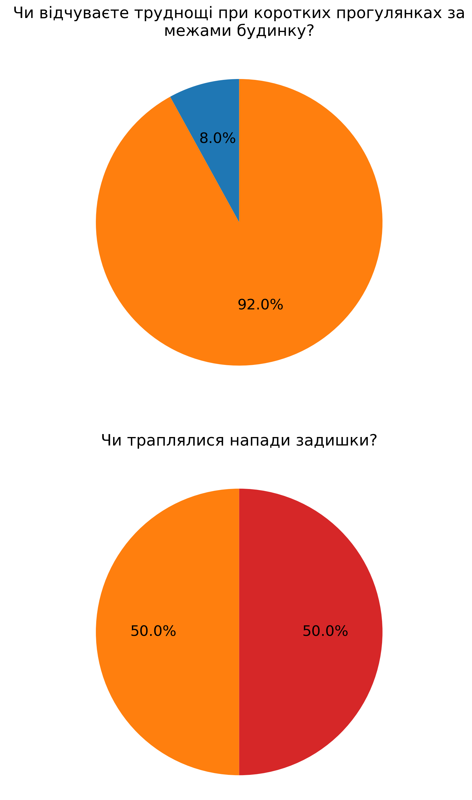 Чи відчуваєте труднощі при коротких прогулянках за
межами будинку?
8.0%
92.0%
Чи траплялися напади задишки?
50.0%
50.0%